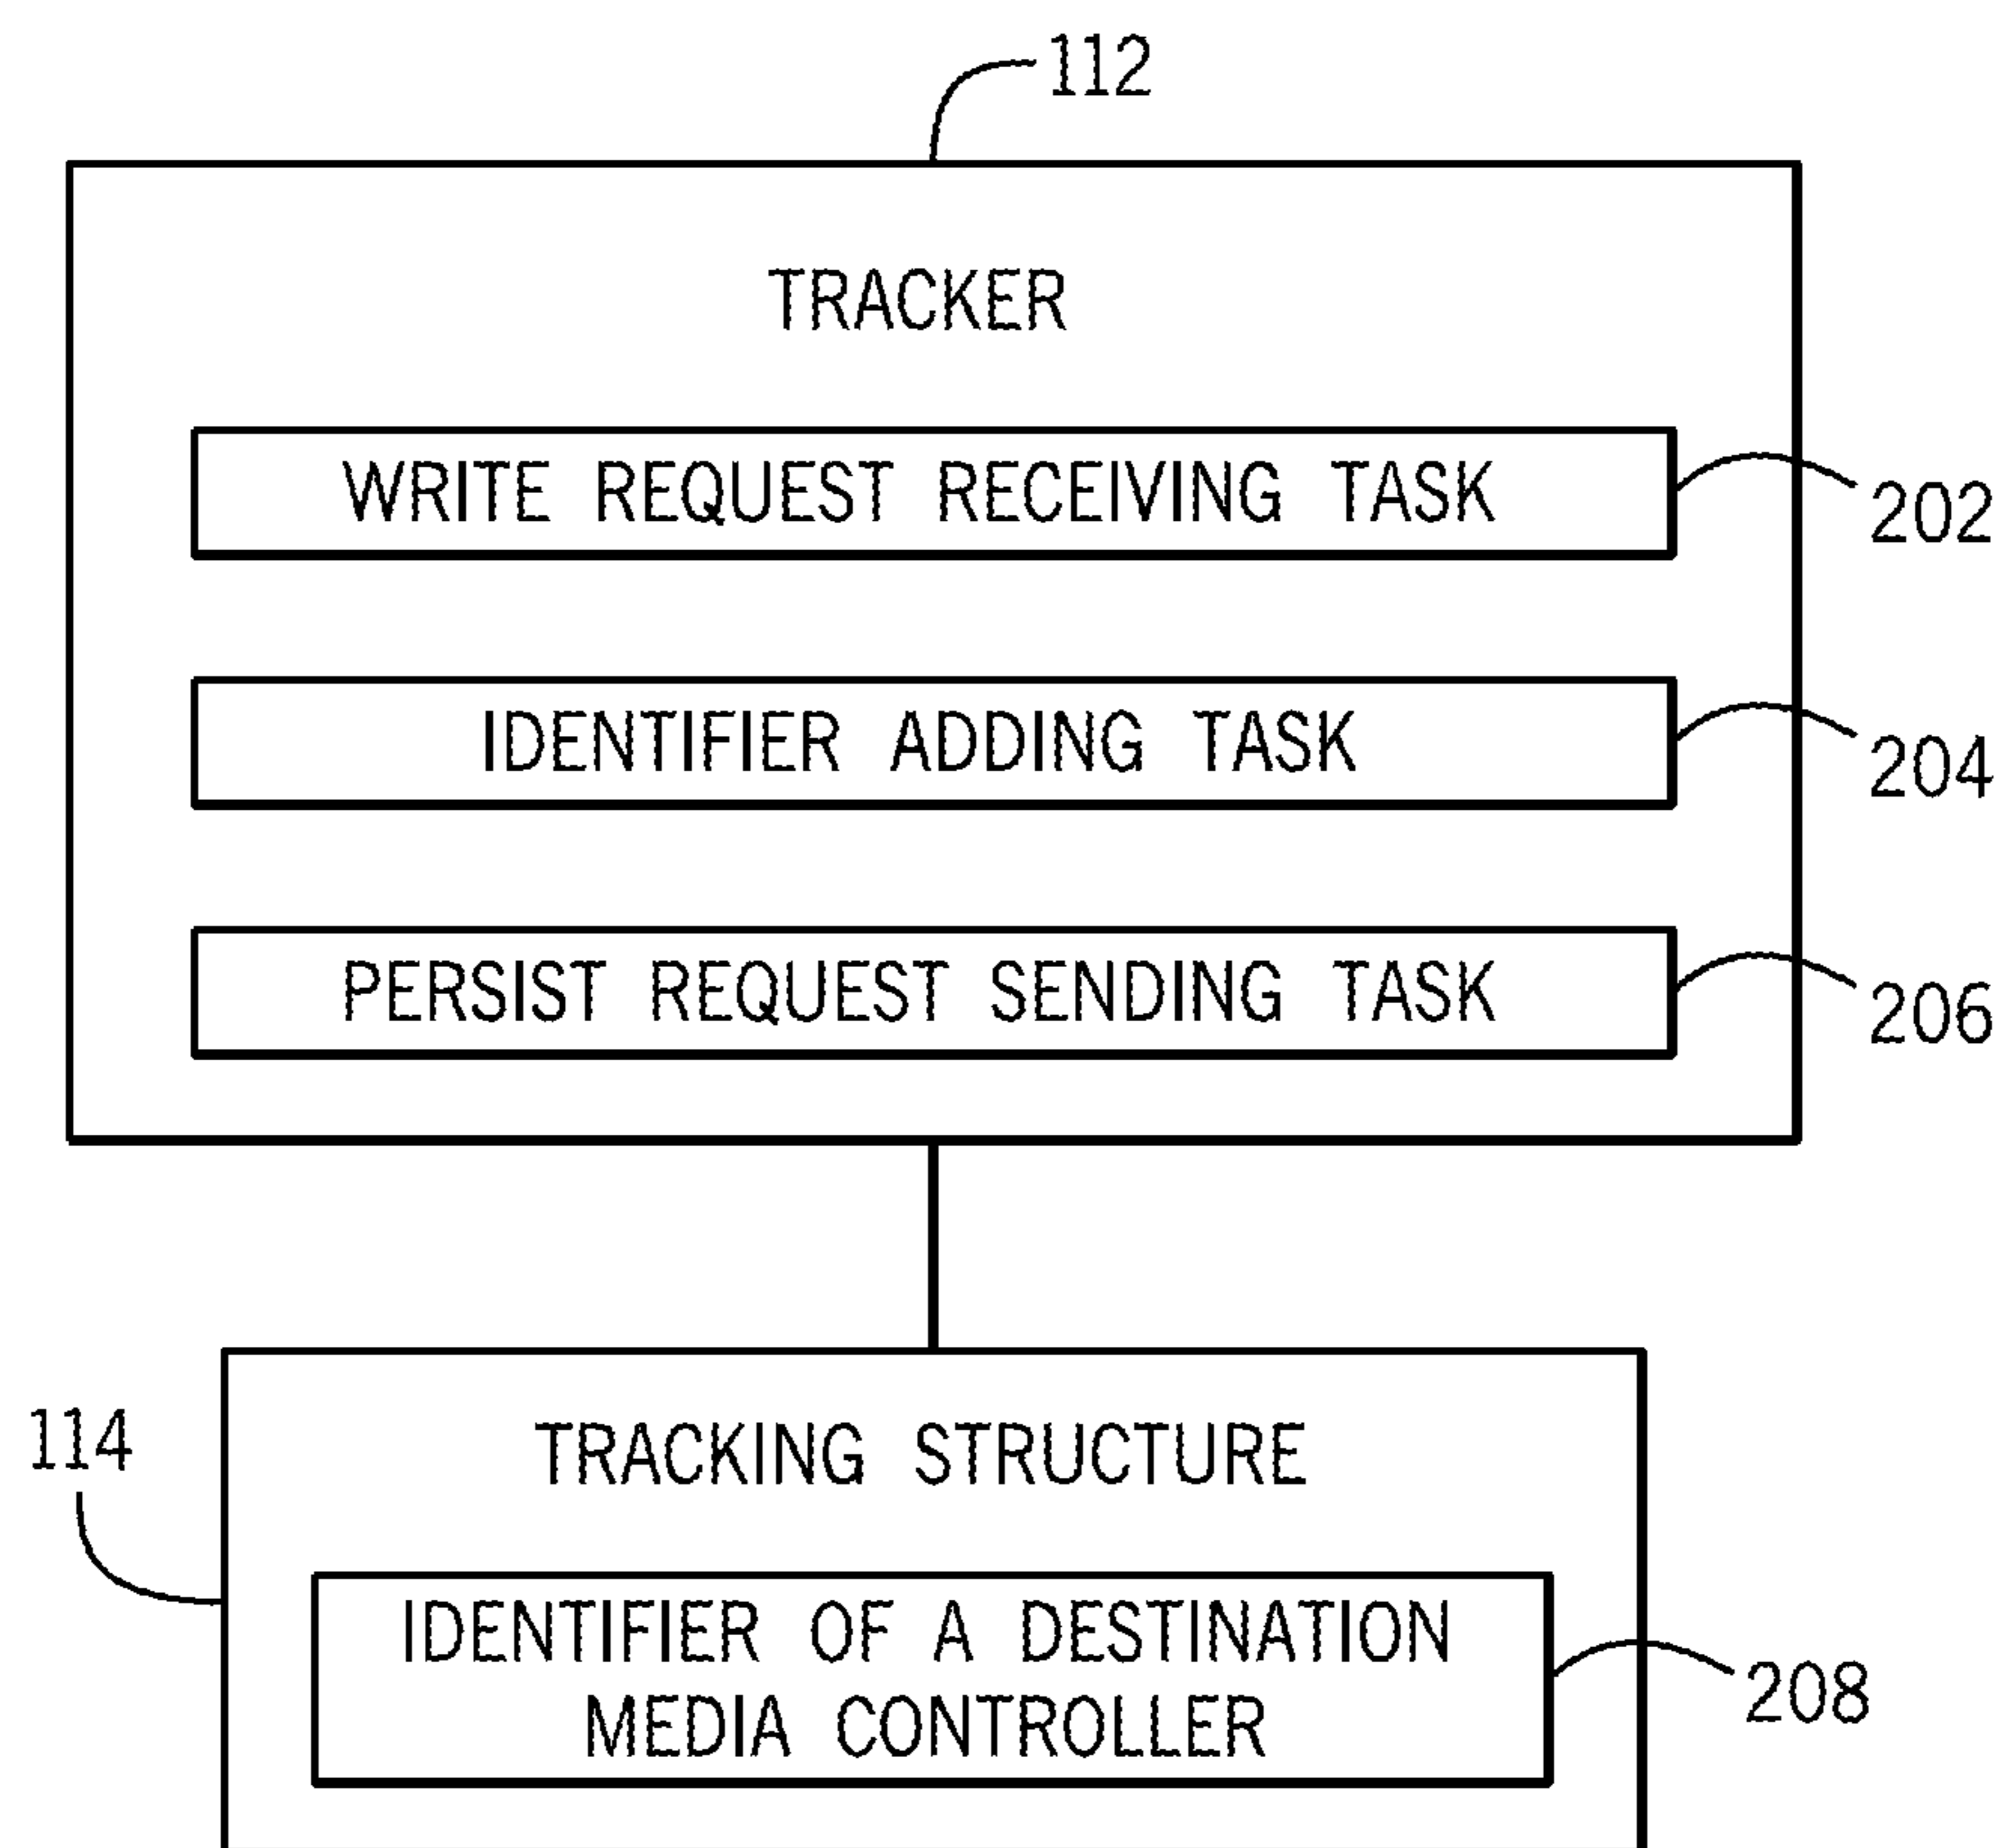 112
TRACKER
WRITE REQUEST RECEIVING TASK
202
IDENTIFIER ADDING TASK
204
PERSIST REQUEST SENDING TASK
206
114
TRACKING STRUCTURE
IDENTIFIER OF A DESTINATION
MEDIA CONTROLLER
208